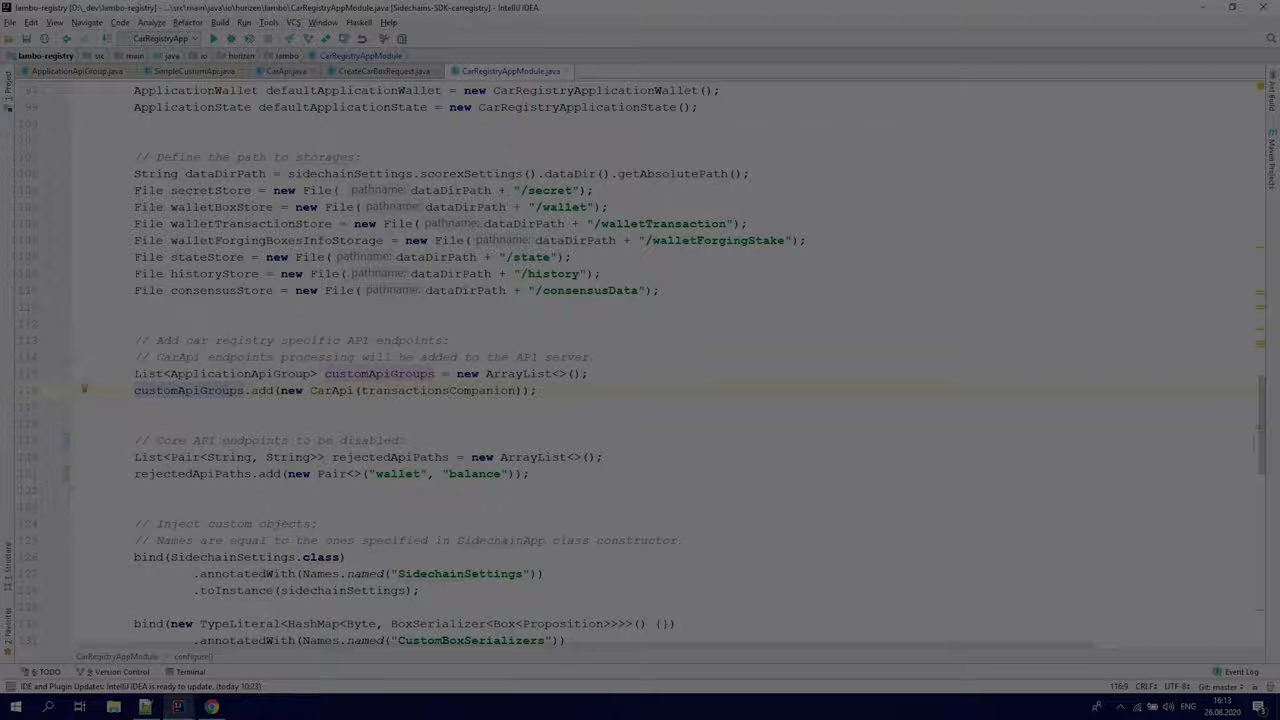 lambo-registry [D:\_dev\lambo-registry] - ...\src\main\java\io\horizen\lambo\CarRegistryAppModule.java [Sidechains-SDK-carregistry] - IntelliJ IDEA
File Edit View Navigate Code Analyze Refactor Build Run Tools VCS Window Haskell Help
CarRegistryApp
lambo-registry src main java io horizen lambo CarRegistryAppModule
ApplicationApiGroup.java SimpleCustomApi.java CarApi.java CreateCarBoxRequest.java CarRegistryAppModule.java
ApplicationWallet defaultApplicationWallet = new CarRegistryApplicationWallet();
ApplicationState defaultApplicationState = new CarRegistryApplicationState();
// Define the path to storages:
String dataDirPath = sidechainSettings.scorexSettings().dataDir().getAbsolutePath();
File secretStore = new File( pathname: dataDirPath + "/secret");
File walletBoxStore = new File( pathname: dataDirPath + "/wallet");
File walletTransactionStore = new File( pathname: dataDirPath + "/walletTransaction");
File walletForgingBoxesInfoStorage = new File( pathname: dataDirPath + "/walletForgingStake");
File stateStore = new File( pathname: dataDirPath + "/state");
File historyStore = new File( pathname: dataDirPath + "/history");
File consensusStore = new File( pathname: dataDirPath + "/consensusData");
// Add car registry specific API endpoints:
// CarApi endpoints processing will be added to the API server.
List<ApplicationApiGroup> customApiGroups = new ArrayList<>();
customApiGroups.add(new CarApi(transactionsCompanion));
// Core API endpoints to be disabled:
List<Pair<String, String>> rejectedApiPaths = new ArrayList<>();
rejectedApiPaths.add(new Pair<>("wallet", "balance"));
// Inject custom objects:
// Names are equal to the ones specified in SidechainApp class constructor.
bind(SidechainSettings.class)
.annotatedWith(Names.named("SidechainSettings"))
.toInstance(sidechainSettings);
bind(new TypeLiteral<HashMap<Byte, BoxSerializer<Box<Proposition>>>>() {})
.annotatedWith(Names.named("CustomBoxSerializers"))
CarRegistryAppModule configure()
6: TODO 9: Version Control Terminal Event Log
IDE and Plugin Updates: IntelliJ IDEA is ready to update. (today 10:23) 116:9 CRLF UTF-8 Git: master
ENG 16:13
26.08.2020